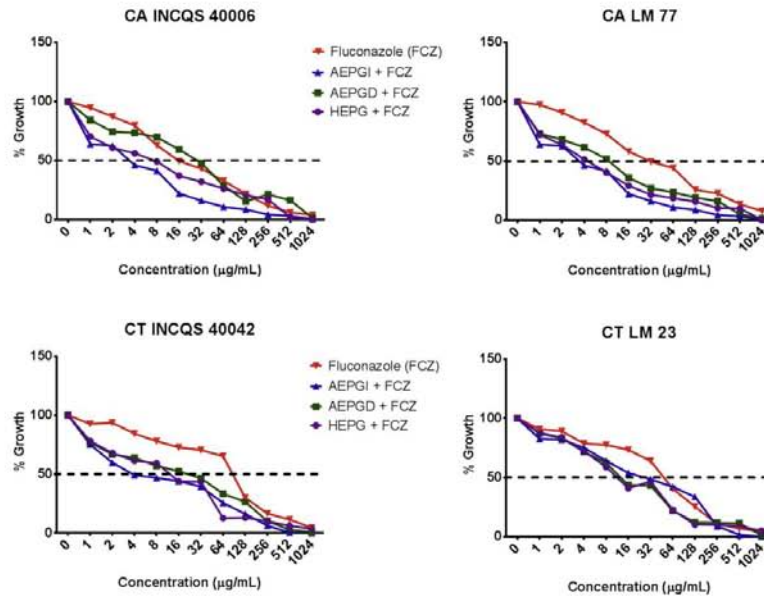 CA INCQS 40006
% Growth
150
100
50
0
0 1 2 4 8 16 32 64 128 256 512 1024
Concentration (µg/mL)
Fluconazole (FCZ)
AEPGI + FCZ
AEPGD + FCZ
HEPG + FCZ
CA LM 77
% Growth
150
100
50
0
0 1 2 4 8 16 32 64 128 256 512 1024
Concentration (µg/mL)
CT INCQS 40042
% Growth
150
100
50
0
0 1 2 4 8 16 32 64 128 256 512 1024
Concentration (µg/mL)
Fluconazole (FCZ)
AEPGI + FCZ
AEPGD + FCZ
HEPG + FCZ
CT LM 23
% Growth
150
100
50
0
0 1 2 4 8 16 32 64 128 256 512 1024
Concentration (µg/mL)